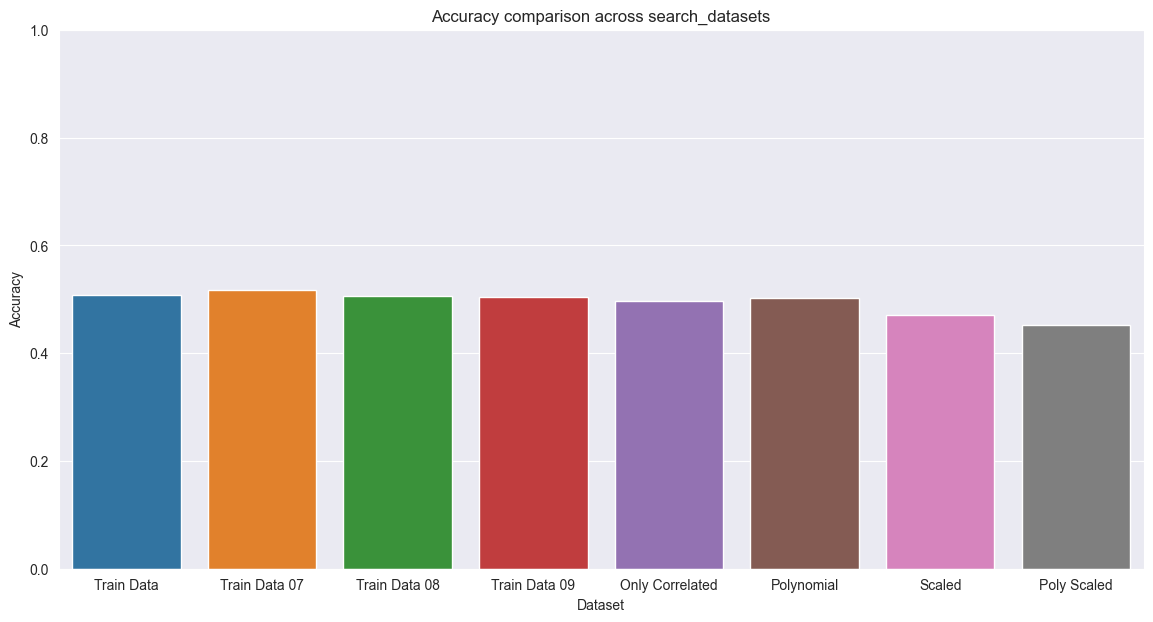 Accuracy comparison across search_datasets
1.0
0.8
0.6
0.4
0.2
0.0
Accuracy
Train Data
Train Data 07
Train Data 08
Train Data 09
Only Correlated
Polynomial
Scaled
Poly Scaled
Dataset